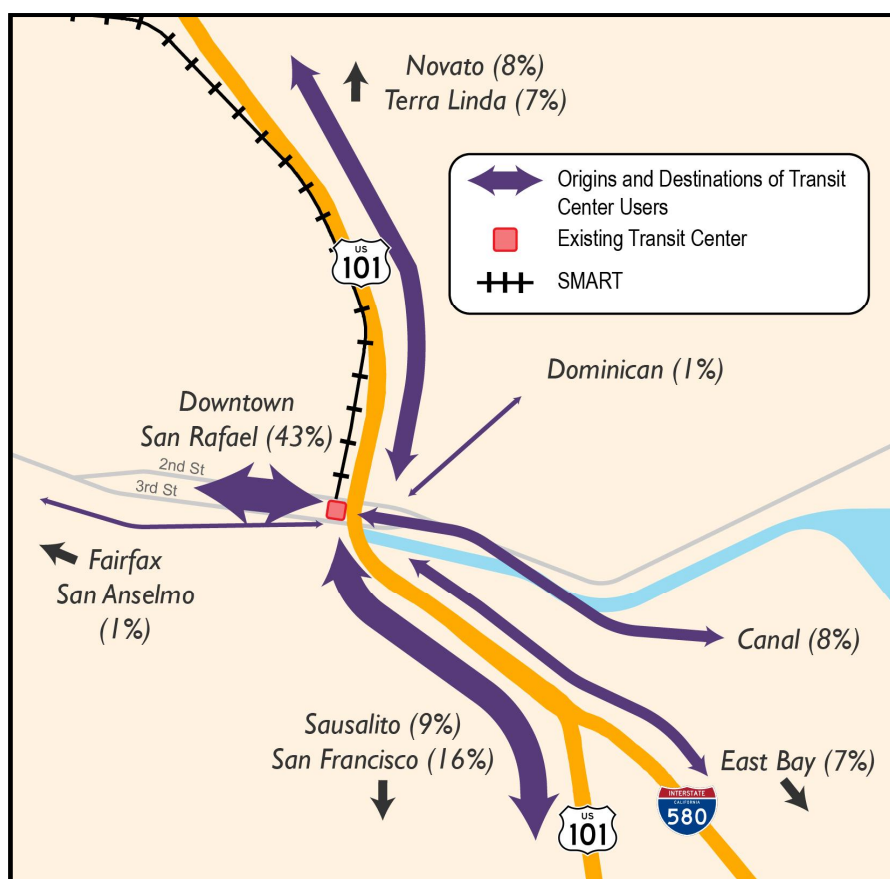 Novato (8%)
Terra Linda (7%)
Origins and Destinations of Transit
Center Users
Existing Transit Center
SMART
US
101
Dominican (1%)
Downtown
San Rafael (43%)
2nd St
3rd St
Fairfax
San Anselmo
(1%)
Canal (8%)
Sausalito (9%)
San Francisco (16%)
East Bay (7%)
US
101
INTERSTATE
CALIFORNIA
580